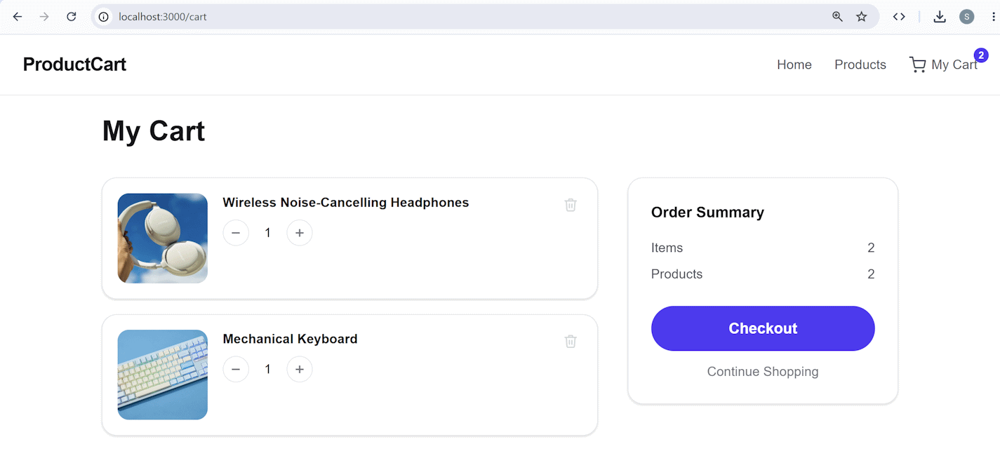 localhost:3000/cart
S
ProductCart
Home Products My Cart 2
My Cart
Wireless Noise-Cancelling Headphones
− 1 +
Mechanical Keyboard
− 1 +
Order Summary
Items 2
Products 2
Checkout
Continue Shopping